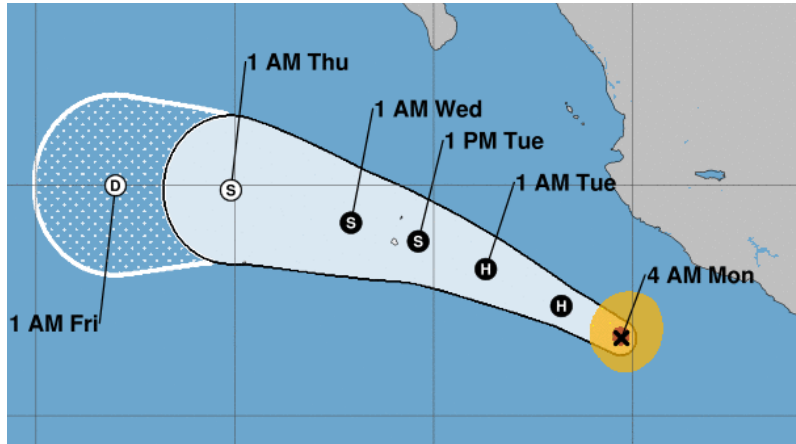 1 AM Thu
1 AM Wed
1 PM Tue
1 AM Tue
D
S
S
S
H
4 AM Mon
H
1 AM Fri